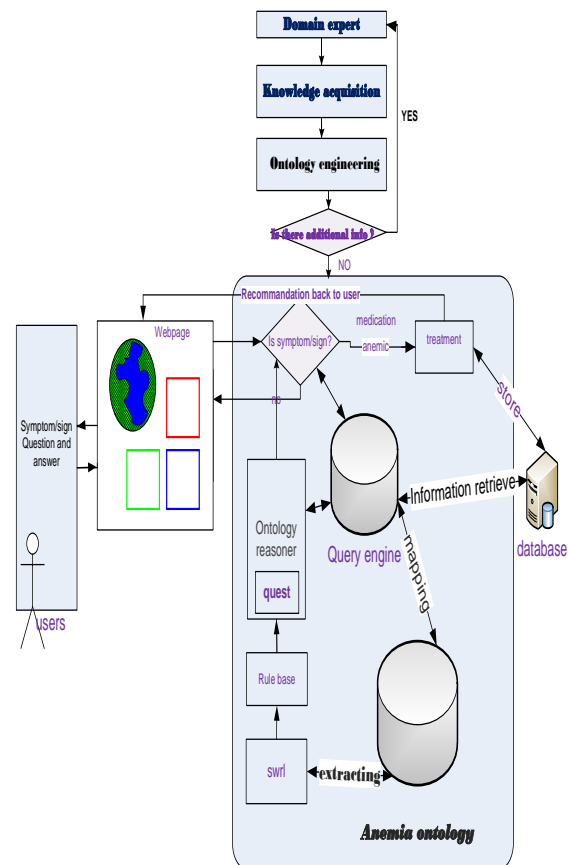 Domain expert
Knowledge acquisition
YES
Ontology engineering
Is there additional info ?
NO
Recommandation back to user
Webpage
Is symptom/sign?
medication
anemic
treatment
no
store
Symptom/sign
Question and
answer
Information retrieve
Ontology
reasoner
quest
Query engine
database
mapping
users
Rule base
swrl
extracting
Anemia ontology